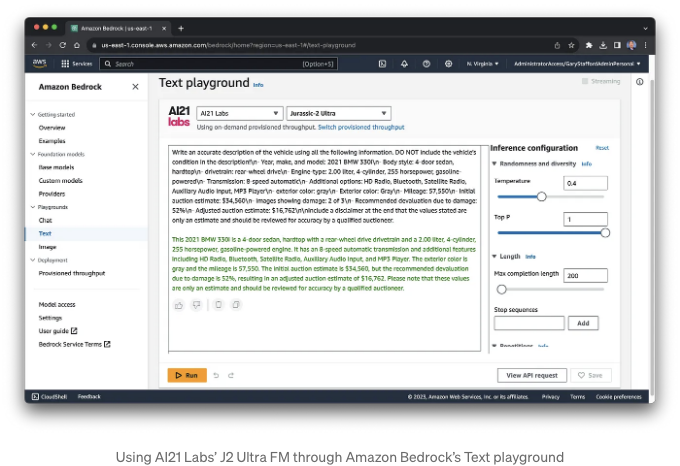 Amazon Bedrock | us-east-1
us-east-1.console.aws.amazon.com/bedrock/home?region=us-east-1#/text-playground
aws
Services
Search
[Option+S]
N. Virginia
AdministratorAccess/GaryStaffordAdminPersonal
Amazon Bedrock
Getting started
Overview
Examples
Foundation models
Base models
Custom models
Providers
Playgrounds
Chat
Text
Image
Deployment
Provisioned throughput
Model access
Settings
User guide
Bedrock Service Terms
Text playground Info
Streaming
AI21
labs
AI21 Labs
Jurassic-2 Ultra
Using on-demand provisioned throughput. Switch provisioned throughput
Write an accurate description of the vehicle using all the following information. DO NOT include the vehicle's
condition in the description!\n- Year, make, and model: 2021 BMW 330i\n- Body style: 4-door sedan,
hardtop\n- drivetrain: rear-wheel drive\n- Engine type: 2.00 liter, 4-cylinder, 255 horsepower, gasoline-
powered\n- Transmission: 8-speed automatic\n- Additional options: HD Radio, Bluetooth, Satellite Radio,
Auxiliary Audio Input, MP3 Player\n- exterior color: gray\n- Exterior color: Gray\n- Mileage: 57,550\n- Initial
auction estimate: $34,560\n- Images showing damage: 2 of 3\n- Recommended devaluation due to damage:
52%\n- Adjusted auction estimate: $16,762\n\nInclude a disclaimer at the end that the values stated are
only an estimate and should be reviewed for accuracy by a qualified auctioneer.
This 2021 BMW 330i is a 4-door sedan, hardtop with a rear-wheel drive drivetrain and a 2.00 liter, 4-cylinder,
255 horsepower, gasoline-powered engine. It has an 8-speed automatic transmission and additional features
including HD Radio, Bluetooth, Satellite Radio, Auxiliary Audio Input, and MP3 Player. The exterior color is
gray and the mileage is 57,550. The initial auction estimate is $34,560, but the recommended devaluation
due to damage is 52%, resulting in an adjusted auction estimate of $16,762. Please note that these values
are only an estimate and should be reviewed for accuracy by a qualified auctioneer.
Inference configuration
Reset
Randomness and diversity Info
Temperature
0.4
Top P
1
Length Info
Max completion length
200
Stop sequences
Add
Repetitions Info
Run
View API request
Save
CloudShell
Feedback
© 2023, Amazon Web Services, Inc. or its affiliates.
Privacy
Terms
Cookie preferences
Using AI21 Labs' J2 Ultra FM through Amazon Bedrock's Text playground